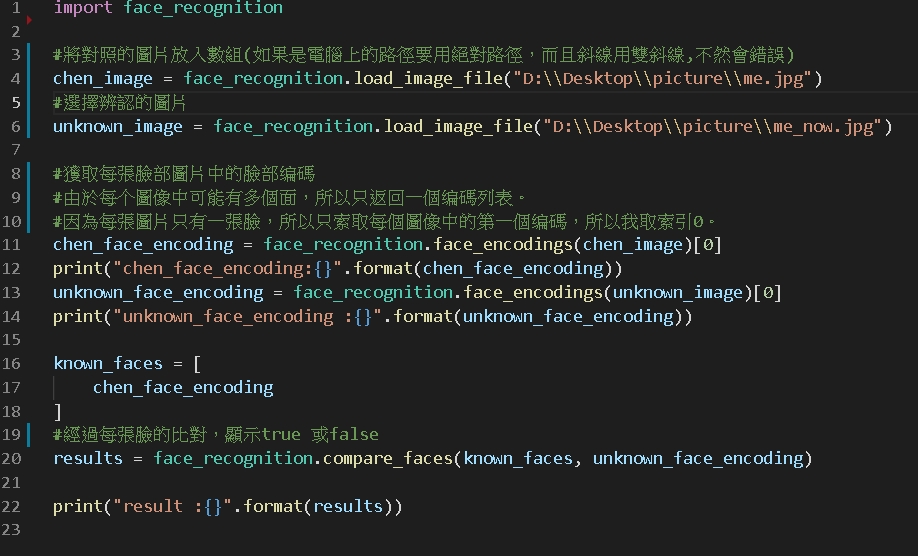 1 import face_recognition
2
3 #將對照的圖片放入數組(如果是電腦上的路徑要用絕對路徑，而且斜線用雙斜線,不然會錯誤)
4 chen_image = face_recognition.load_image_file("D:\\Desktop\\picture\\me.jpg")
5 #選擇辨認的圖片
6 unknown_image = face_recognition.load_image_file("D:\\Desktop\\picture\\me_now.jpg")
7
8 #獲取每張臉部圖片中的臉部编碼
9 #由於每个圖像中可能有多個面，所以只返回一個编碼列表。
10 #因為每張圖片只有一張臉，所以只索取每個圖像中的第一個编碼，所以我取索引0。
11 chen_face_encoding = face_recognition.face_encodings(chen_image)[0]
12 print("chen_face_encoding:{}".format(chen_face_encoding))
13 unknown_face_encoding = face_recognition.face_encodings(unknown_image)[0]
14 print("unknown_face_encoding :{}".format(unknown_face_encoding))
15
16 known_faces = [
17 chen_face_encoding
18 ]
19 #經過每張臉的比對，顯示true 或false
20 results = face_recognition.compare_faces(known_faces, unknown_face_encoding)
21
22 print("result :{}".format(results))
23